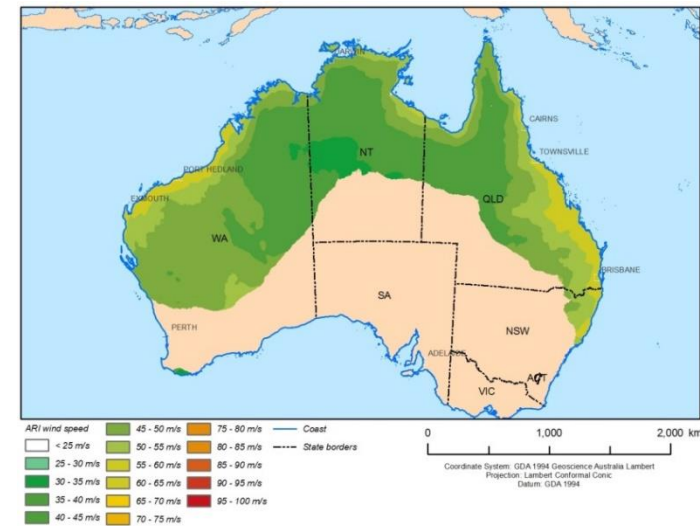 DARWIN
CAIRNS
TOWNSVILLE
NT
PORT HEDLAND
EXMOUTH
QLD
WA
BRISBANE
SA
PERTH
NSW
ADELAIDE
ACT
VIC
ARI wind speed
< 25 m/s
25 - 30 m/s
30 - 35 m/s
35 - 40 m/s
40 - 45 m/s
45 - 50 m/s
50 - 55 m/s
55 - 60 m/s
60 - 65 m/s
65 - 70 m/s
70 - 75 m/s
75 - 80 m/s
80 - 85 m/s
85 - 90 m/s
90 - 95 m/s
95 - 100 m/s
Coast
State borders
0 1,000 2,000 km
Coordinate System: GDA 1994 Geoscience Australia Lambert
Projection: Lambert Conformal Conic
Datum: GDA 1994